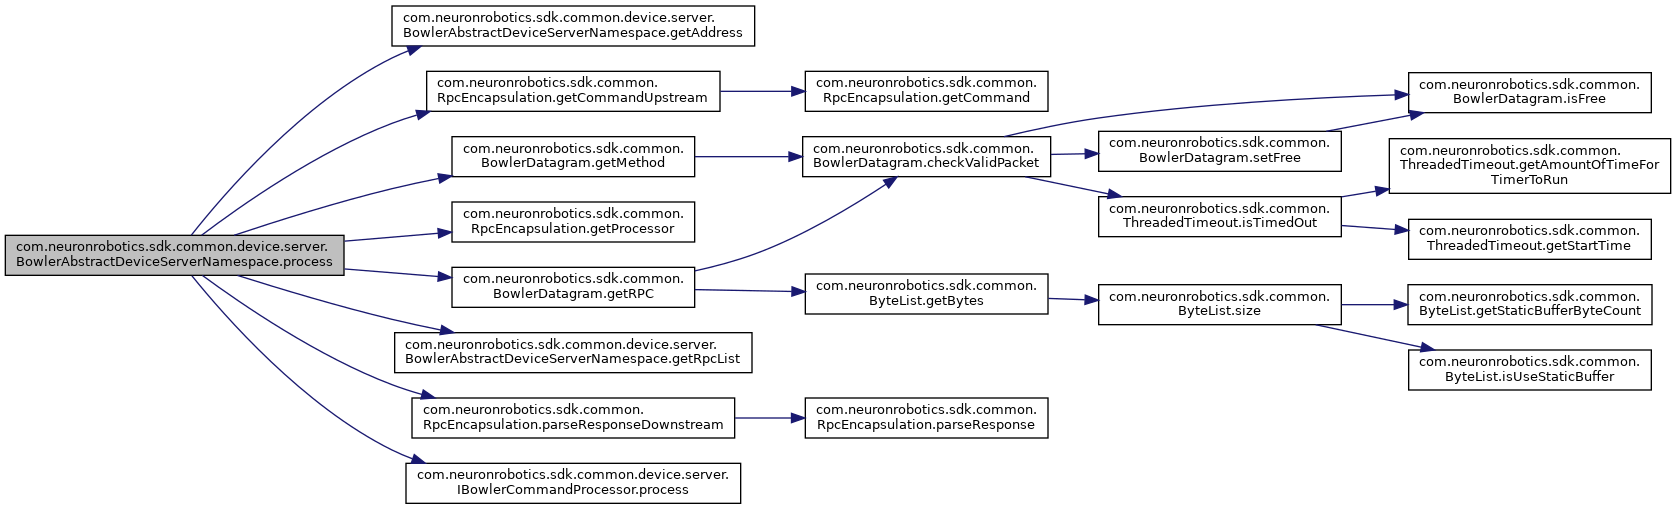 com.neuronrobotics.sdk.common.device.server.
BowlerAbstractDeviceServerNamespace.process
com.neuronrobotics.sdk.common.device.server.
BowlerAbstractDeviceServerNamespace.getAddress
com.neuronrobotics.sdk.common.
RpcEncapsulation.getCommandUpstream
com.neuronrobotics.sdk.common.
BowlerDatagram.getMethod
com.neuronrobotics.sdk.common.
RpcEncapsulation.getProcessor
com.neuronrobotics.sdk.common.
BowlerDatagram.getRPC
com.neuronrobotics.sdk.common.device.server.
BowlerAbstractDeviceServerNamespace.getRpcList
com.neuronrobotics.sdk.common.
RpcEncapsulation.parseResponseDownstream
com.neuronrobotics.sdk.common.device.server.
IBowlerCommandProcessor.process
com.neuronrobotics.sdk.common.
RpcEncapsulation.getCommand
com.neuronrobotics.sdk.common.
BowlerDatagram.checkValidPacket
com.neuronrobotics.sdk.common.
ByteList.getBytes
com.neuronrobotics.sdk.common.
RpcEncapsulation.parseResponse
com.neuronrobotics.sdk.common.
BowlerDatagram.setFree
com.neuronrobotics.sdk.common.
ThreadedTimeout.isTimedOut
com.neuronrobotics.sdk.common.
ByteList.size
com.neuronrobotics.sdk.common.
BowlerDatagram.isFree
com.neuronrobotics.sdk.common.
ThreadedTimeout.getAmountOfTimeFor
TimerToRun
com.neuronrobotics.sdk.common.
ThreadedTimeout.getStartTime
com.neuronrobotics.sdk.common.
ByteList.getStaticBufferByteCount
com.neuronrobotics.sdk.common.
ByteList.isUseStaticBuffer